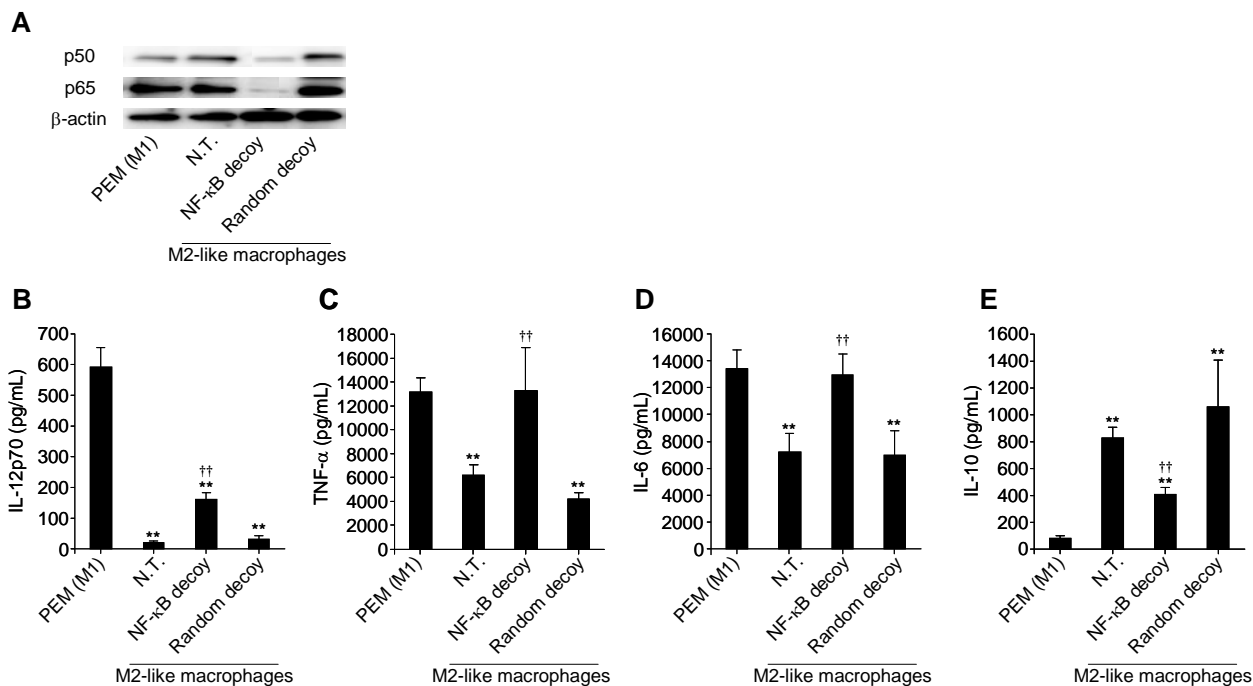 A
p50
p65
β-actin
PEM (M1)
N.T.
NF-κB decoy
Random decoy
M2-like macrophages
B
IL-12p70 (pg/mL)
700
600
500
400
300
200
100
0
††
**
**
**
PEM (M1)
N.T.
NF-κB decoy
Random decoy
M2-like macrophages
C
TNF-α (pg/mL)
18000
16000
14000
12000
10000
8000
6000
4000
2000
0
**
††
**
PEM (M1)
N.T.
NF-κB decoy
Random decoy
M2-like macrophages
D
IL-6 (pg/mL)
16000
14000
12000
10000
8000
6000
4000
2000
0
**
††
**
PEM (M1)
N.T.
NF-κB decoy
Random decoy
M2-like macrophages
E
IL-10 (pg/mL)
1600
1400
1200
1000
800
600
400
200
0
**
††
**
**
PEM (M1)
N.T.
NF-κB decoy
Random decoy
M2-like macrophages